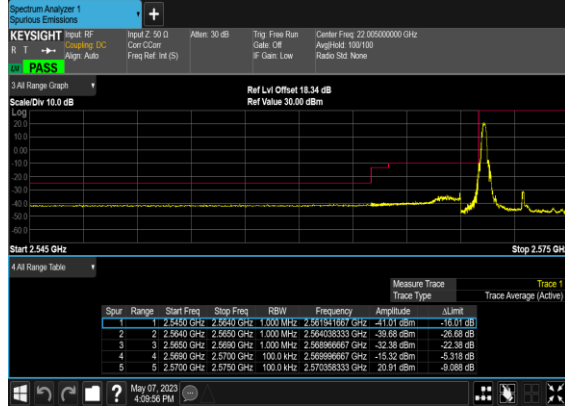 Spectrum Analyzer 1
Spurious Emissions
KEYSIGHT Input: RF Input Z: 50 Ω Atten: 30 dB Trig: Free Run Center Freq: 22.005000000 GHz
R T Coupling: DC Corr CCorr Gate: Off Avg|Hold: 100/100
Align: Auto Freq Ref: Int (S) IF Gain: Low Radio Std: None
PASS
3 All Range Graph
Ref Lvl Offset 18.34 dB
Scale/Div 10.0 dB Ref Value 30.00 dBm
Log
20.0
10.0
0.00
-10.0
-20.0
-30.0
-40.0
-50.0
-60.0
Start 2.545 GHz Stop 2.575 GH
4 All Range Table
Measure Trace Trace 1
Trace Type Trace Average (Active)
Spur Range Start Freq Stop Freq RBW Frequency Amplitude ΔLimit
1 1 2.5450 GHz 2.5640 GHz 1.000 MHz 2.561941667 GHz -41.01 dBm -16.01 dB
2 2 2.5640 GHz 2.5650 GHz 1.000 MHz 2.564038333 GHz -39.68 dBm -26.68 dB
3 3 2.5650 GHz 2.5690 GHz 1.000 MHz 2.568966667 GHz -32.38 dBm -22.38 dB
4 4 2.5690 GHz 2.5700 GHz 100.0 kHz 2.569996667 GHz -15.32 dBm -5.318 dB
5 5 2.5700 GHz 2.5750 GHz 100.0 kHz 2.570358333 GHz 20.91 dBm -9.088 dB
May 07, 2023
4:09:56 PM